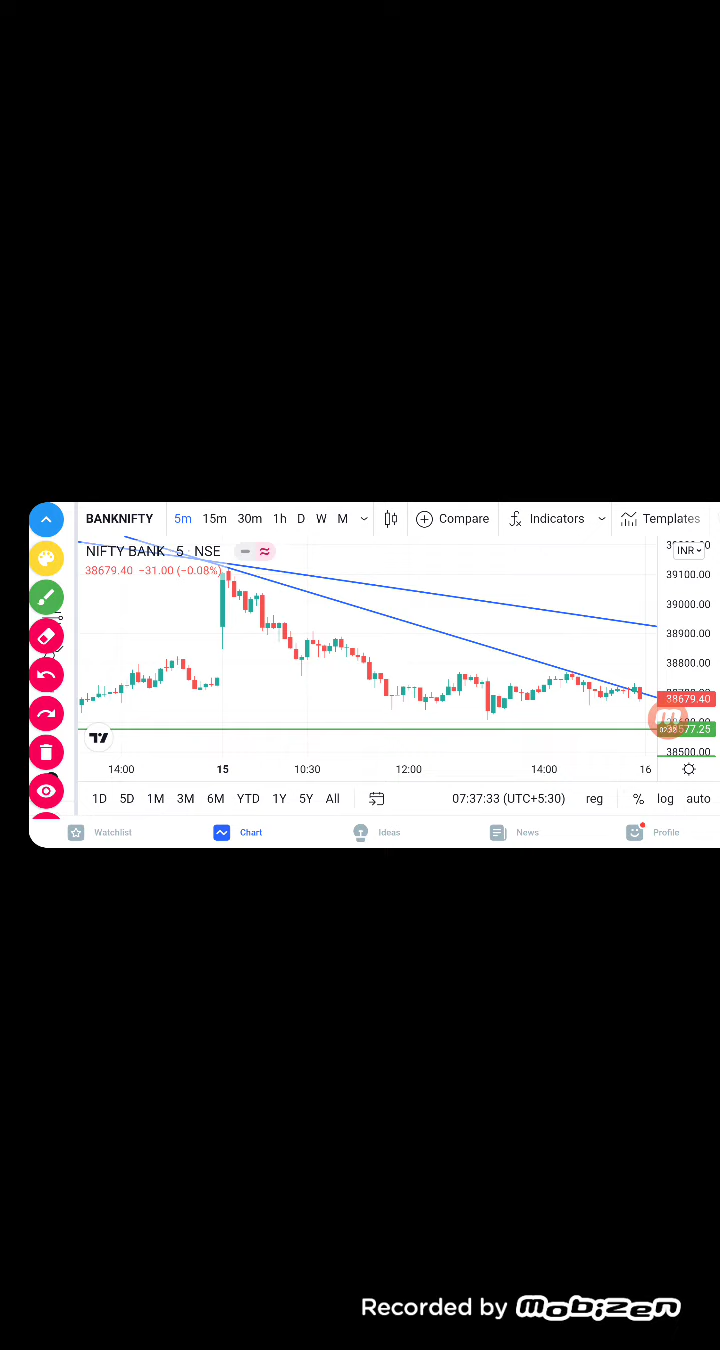 BANKNIFTY 5m 15m 30m 1h D W M Compare Indicators Templates
NIFTY BANK 5 · NSE
INR
38679.40 −31.00 (−0.08%)
39100.00
39000.00
38900.00
38800.00
38679.40
02:38
577.25
38500.00
14:00 15 10:30 12:00 14:00 16
1D 5D 1M 3M 6M YTD 1Y 5Y All 07:37:33 (UTC+5:30) reg % log auto
Watchlist Chart Ideas News Profile
Recorded by mobizen